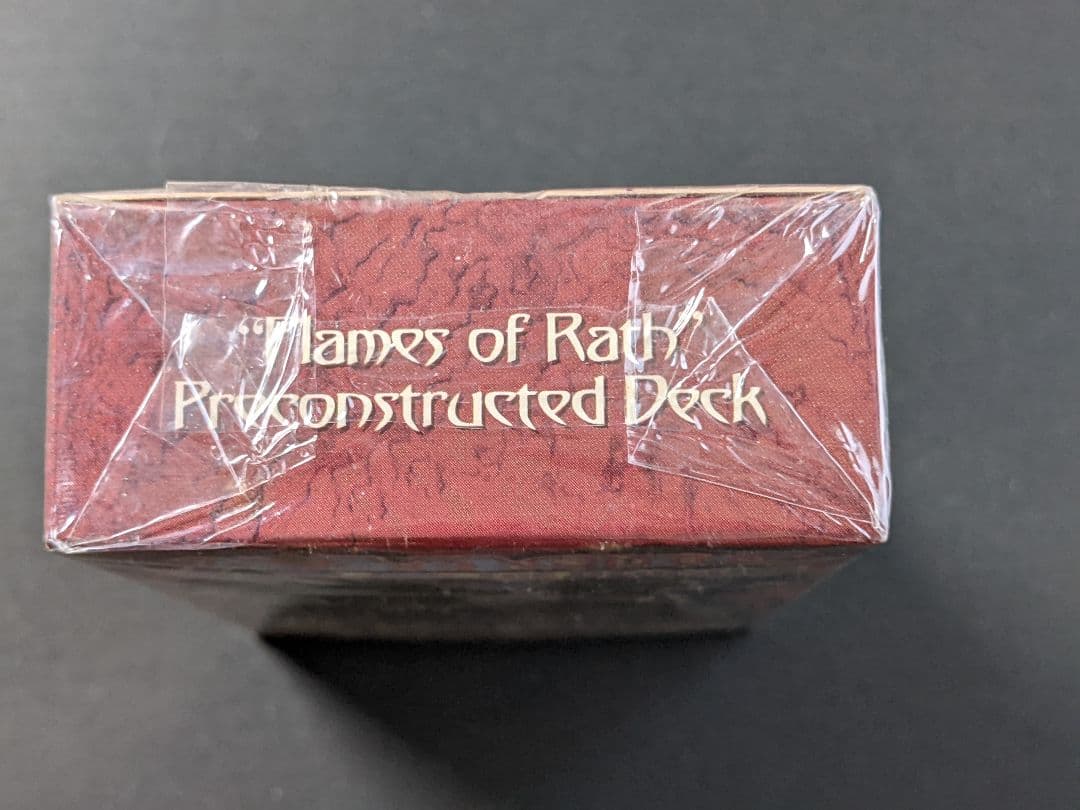 “Flames of Rath”
Preconstructed Deck